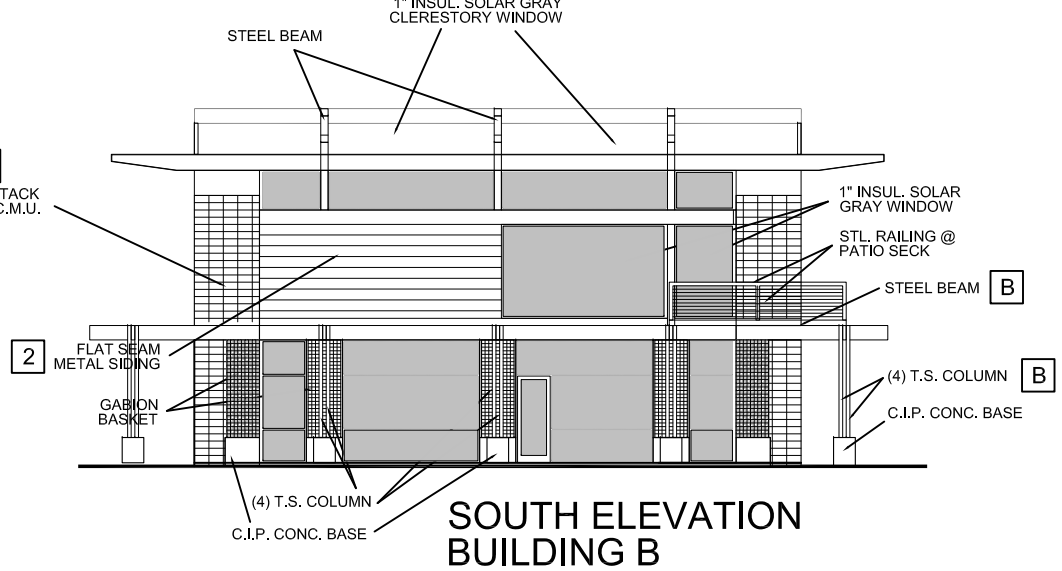 1" INSUL. SOLAR GRAY
CLERESTORY WINDOW
STEEL BEAM
TACK
C.M.U.
1" INSUL. SOLAR
GRAY WINDOW
STL. RAILING @
PATIO SECK
STEEL BEAM
B
2
FLAT SEAM
METAL SIDING
(4) T.S. COLUMN
B
GABION
BASKET
C.I.P. CONC. BASE
(4) T.S. COLUMN
C.I.P. CONC. BASE
SOUTH ELEVATION
BUILDING B